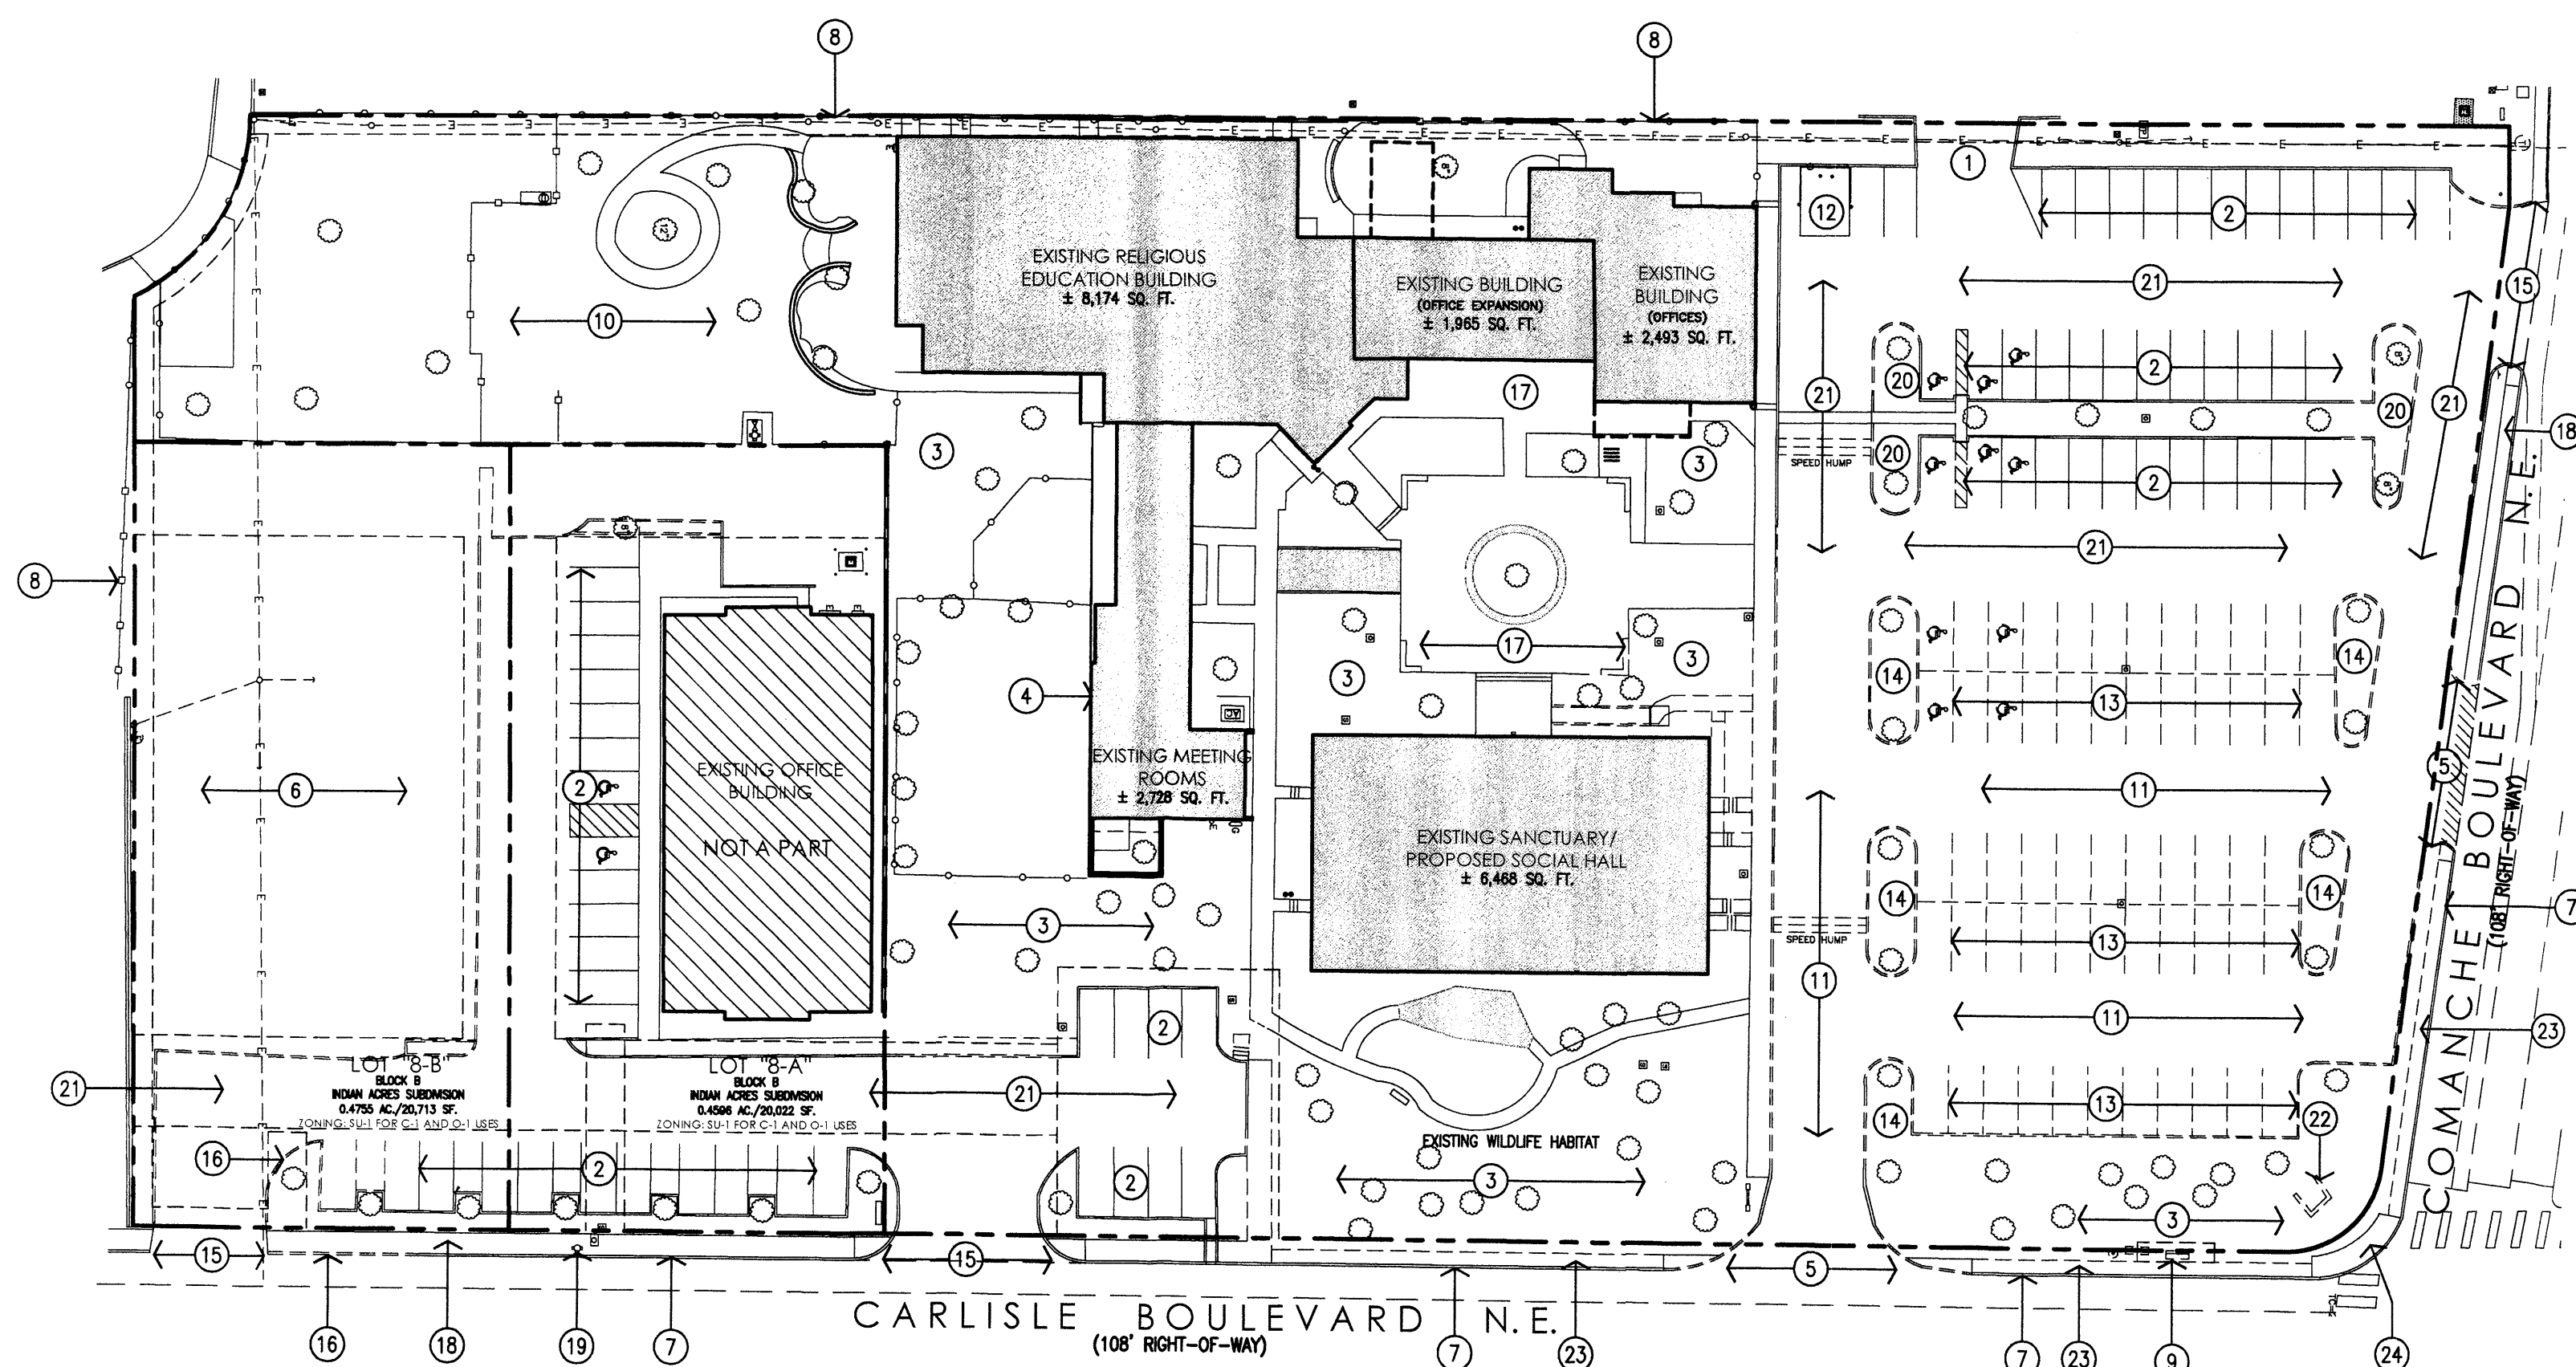 8
8
1
12
2
EXISTING RELIGIOUS
EDUCATION BUILDING
± 8,174 SQ. FT.
EXISTING BUILDING
(OFFICE EXPANSION)
± 1,965 SQ. FT.
EXISTING
BUILDING
(OFFICES)
± 2,493 SQ. FT.
21
15
10
21
20
2
20
21
17
18
3
3
20
2
SPEED HUMP
21
8
17
3
3
14
14
4
13
EXISTING MEETING
ROOMS
± 2,728 SQ. FT.
EXISTING OFFICE
BUILDING
NOT A PART
6
2
11
5
EXISTING SANCTUARY/
PROPOSED SOCIAL HALL
± 6,468 SQ. FT.
14
14
3
13
7
SPEED HUMP
11
11
23
2
LOT "8-B"
BLOCK B
INDIAN ACRES SUBDIVISION
0.4755 AC./20,713 SF.
ZONING: SU-1 FOR C-1 AND O-1 USES
LOT "8-A"
BLOCK B
INDIAN ACRES SUBDIVISION
0.4596 AC./20,022 SF.
ZONING: SU-1 FOR C-1 AND O-1 USES
21
21
14
13
22
EXISTING WILDLIFE HABITAT
16
2
2
3
3
15
15
5
COMANCHE BOULEVARD N.E.
(108' RIGHT-OF-WAY)
CARLISLE BOULEVARD N.E.
(108' RIGHT-OF-WAY)
16
18
19
7
7
23
7
23
9
24